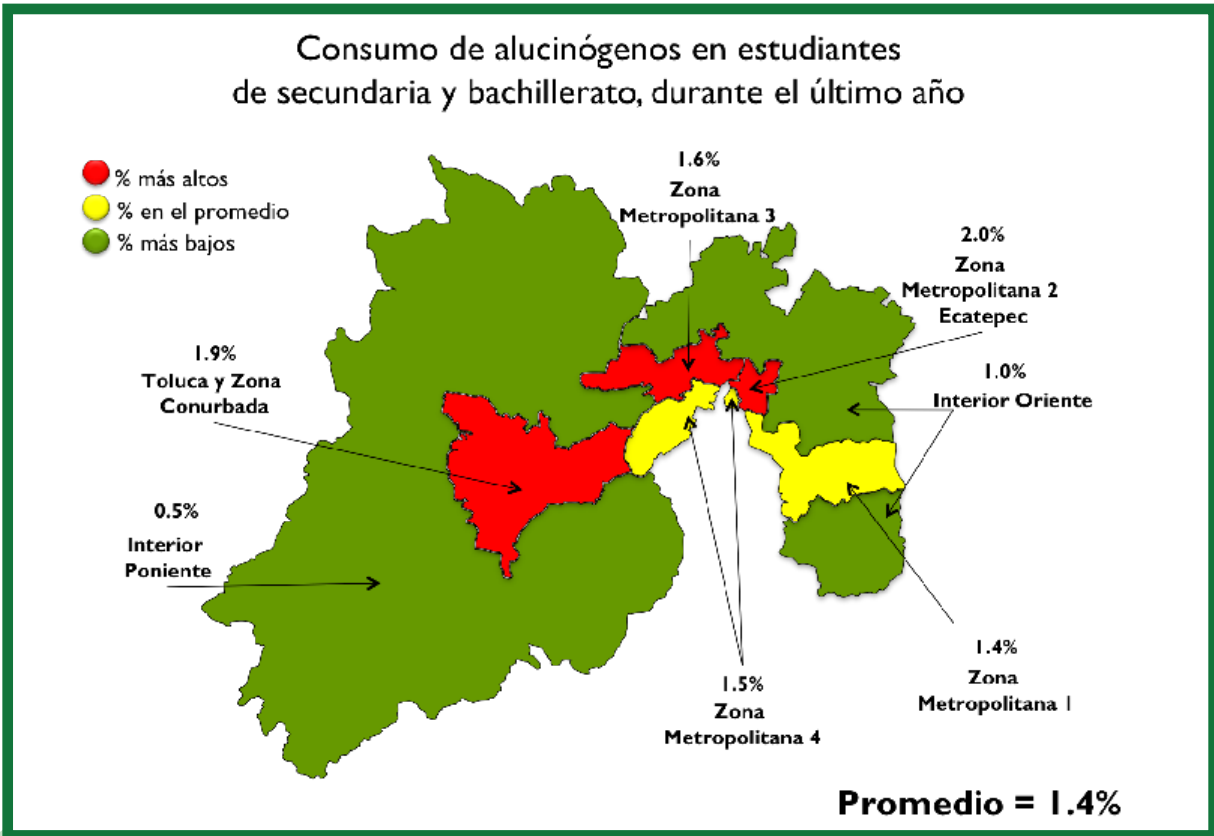 Consumo de alucinógenos en estudiantes
de secundaria y bachillerato, durante el último año
% más altos
% en el promedio
% más bajos
1.6%
Zona
Metropolitana 3
2.0%
Zona
Metropolitana 2
Ecatepec
1.9%
Toluca y Zona
Conurbada
1.0%
Interior Oriente
0.5%
Interior
Poniente
1.4%
Zona
Metropolitana 1
1.5%
Zona
Metropolitana 4
Promedio = 1.4%